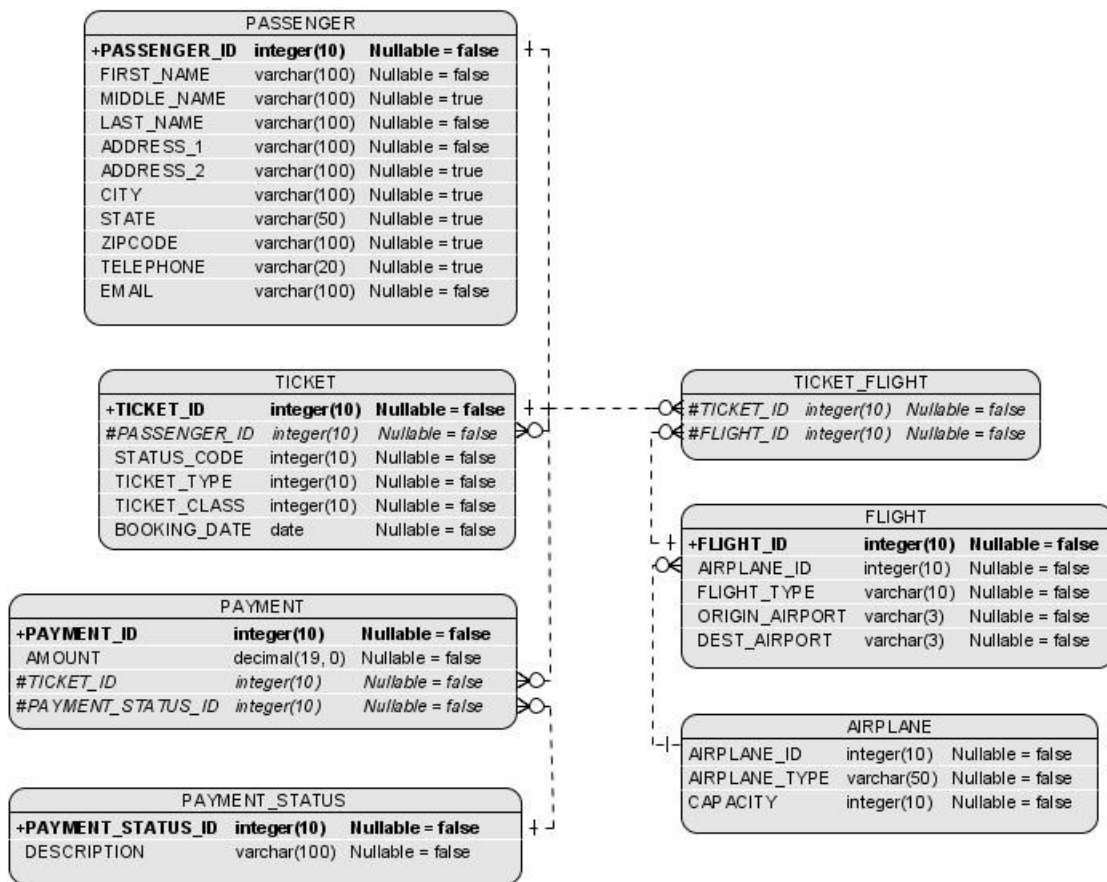 PASSENGER
+PASSENGER_ID integer(10) Nullable = false
FIRST_NAME varchar(100) Nullable = false
MIDDLE_NAME varchar(100) Nullable = true
LAST_NAME varchar(100) Nullable = false
ADDRESS_1 varchar(100) Nullable = false
ADDRESS_2 varchar(100) Nullable = true
CITY varchar(100) Nullable = true
STATE varchar(50) Nullable = true
ZIPCODE varchar(100) Nullable = true
TELEPHONE varchar(20) Nullable = true
EMAIL varchar(100) Nullable = false
TICKET
+TICKET_ID integer(10) Nullable = false
#PASSENGER_ID integer(10) Nullable = false
STATUS_CODE integer(10) Nullable = false
TICKET_TYPE integer(10) Nullable = false
TICKET_CLASS integer(10) Nullable = false
BOOKING_DATE date Nullable = false
TICKET_FLIGHT
#TICKET_ID integer(10) Nullable = false
#FLIGHT_ID integer(10) Nullable = false
FLIGHT
+FLIGHT_ID integer(10) Nullable = false
AIRPLANE_ID integer(10) Nullable = false
FLIGHT_TYPE varchar(10) Nullable = false
ORIGIN_AIRPORT varchar(3) Nullable = false
DEST_AIRPORT varchar(3) Nullable = false
PAYMENT
+PAYMENT_ID integer(10) Nullable = false
AMOUNT decimal(19, 0) Nullable = false
#TICKET_ID integer(10) Nullable = false
#PAYMENT_STATUS_ID integer(10) Nullable = false
AIRPLANE
AIRPLANE_ID integer(10) Nullable = false
AIRPLANE_TYPE varchar(50) Nullable = false
CAPACITY integer(10) Nullable = false
PAYMENT_STATUS
+PAYMENT_STATUS_ID integer(10) Nullable = false
DESCRIPTION varchar(100) Nullable = false